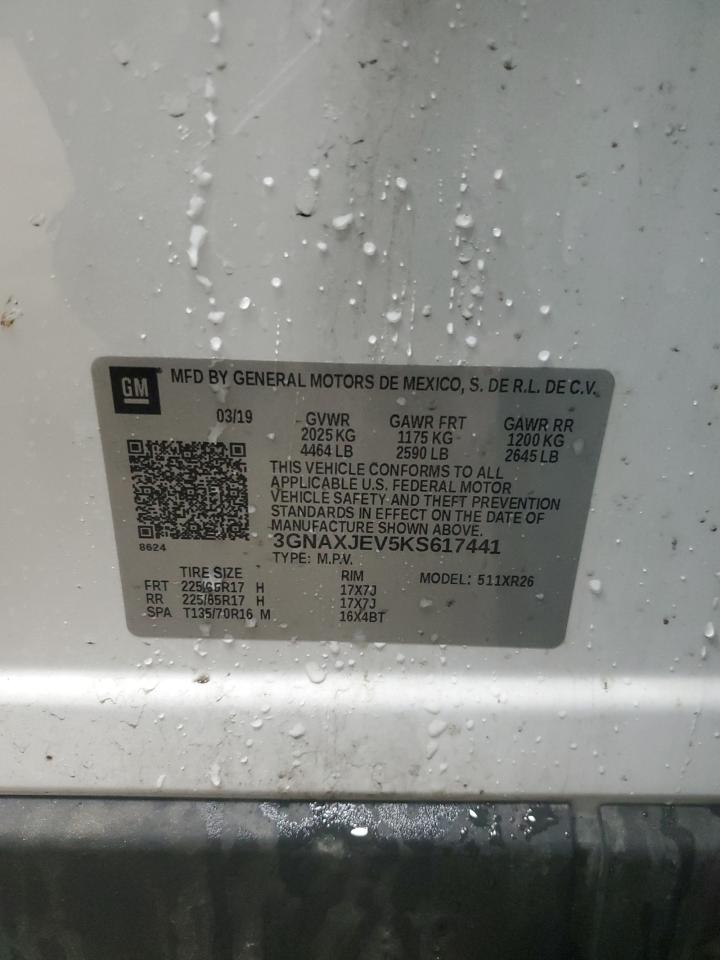 GM MFD BY GENERAL MOTORS DE MEXICO, S. DE R.L. DE C.V.
03/19 GVWR GAWR FRT GAWR RR
2025 KG 1175 KG 1200 KG
4464 LB 2590 LB 2645 LB
THIS VEHICLE CONFORMS TO ALL
APPLICABLE U.S. FEDERAL MOTOR
VEHICLE SAFETY AND THEFT PREVENTION
STANDARDS IN EFFECT ON THE DATE OF
MANUFACTURE SHOWN ABOVE.
8624 3GNAXJEV5KS617441
TYPE: M.P.V.
TIRE SIZE RIM MODEL: 511XR26
FRT 225/65R17 H 17X7J
RR 225/65R17 H 17X7J
SPA T135/70R16 M 16X4BT